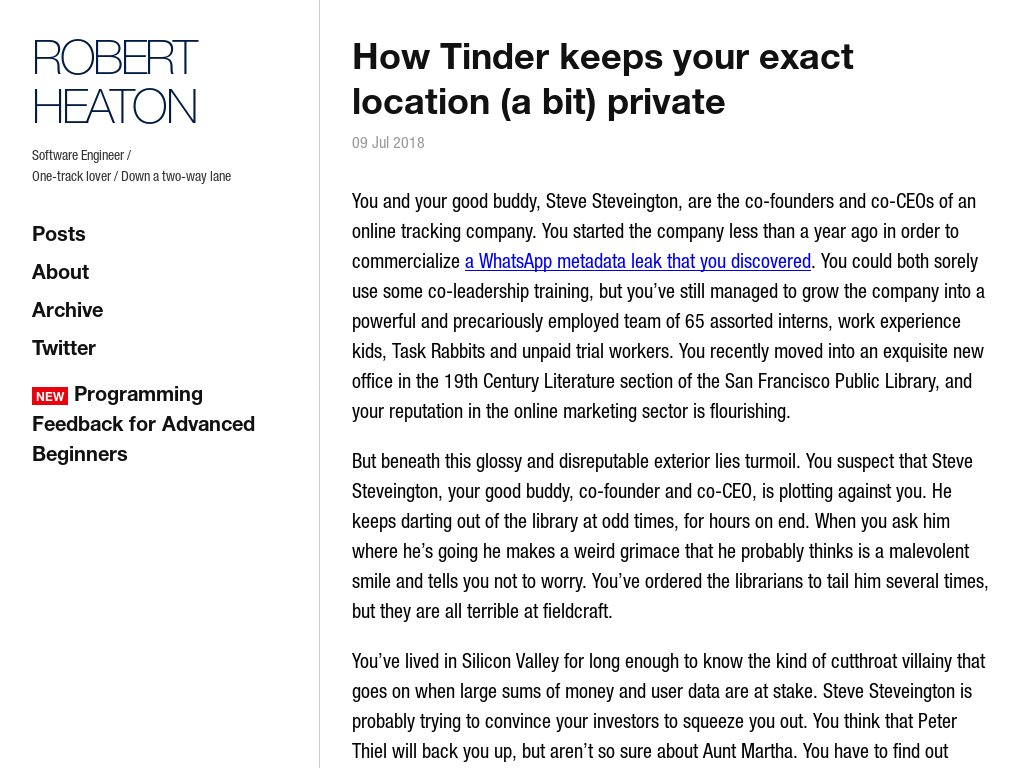 ROBERT
HEATON
Software Engineer /
One-track lover / Down a two-way lane
Posts
About
Archive
Twitter
NEW Programming
Feedback for Advanced
Beginners
How Tinder keeps your exact
location (a bit) private
09 Jul 2018
You and your good buddy, Steve Steveington, are the co-founders and co-CEOs of an
online tracking company. You started the company less than a year ago in order to
commercialize a WhatsApp metadata leak that you discovered. You could both sorely
use some co-leadership training, but you’ve still managed to grow the company into a
powerful and precariously employed team of 65 assorted interns, work experience
kids, Task Rabbits and unpaid trial workers. You recently moved into an exquisite new
office in the 19th Century Literature section of the San Francisco Public Library, and
your reputation in the online marketing sector is flourishing.
But beneath this glossy and disreputable exterior lies turmoil. You suspect that Steve
Steveington, your good buddy, co-founder and co-CEO, is plotting against you. He
keeps darting out of the library at odd times, for hours on end. When you ask him
where he’s going he makes a weird grimace that he probably thinks is a malevolent
smile and tells you not to worry. You’ve ordered the librarians to tail him several times,
but they are all terrible at fieldcraft.
You’ve lived in Silicon Valley for long enough to know the kind of cutthroat villainy that
goes on when large sums of money and user data are at stake. Steve Steveington is
probably trying to convince your investors to squeeze you out. You think that Peter
Thiel will back you up, but aren’t so sure about Aunt Martha. You have to find out